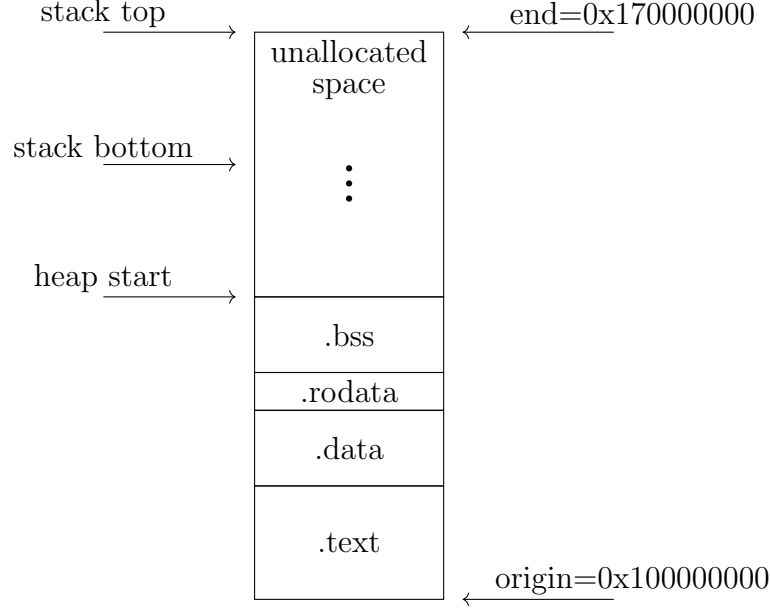 stack top
end=0x170000000
unallocated
space
stack bottom
heap start
.bss
.rodata
.data
.text
origin=0x100000000